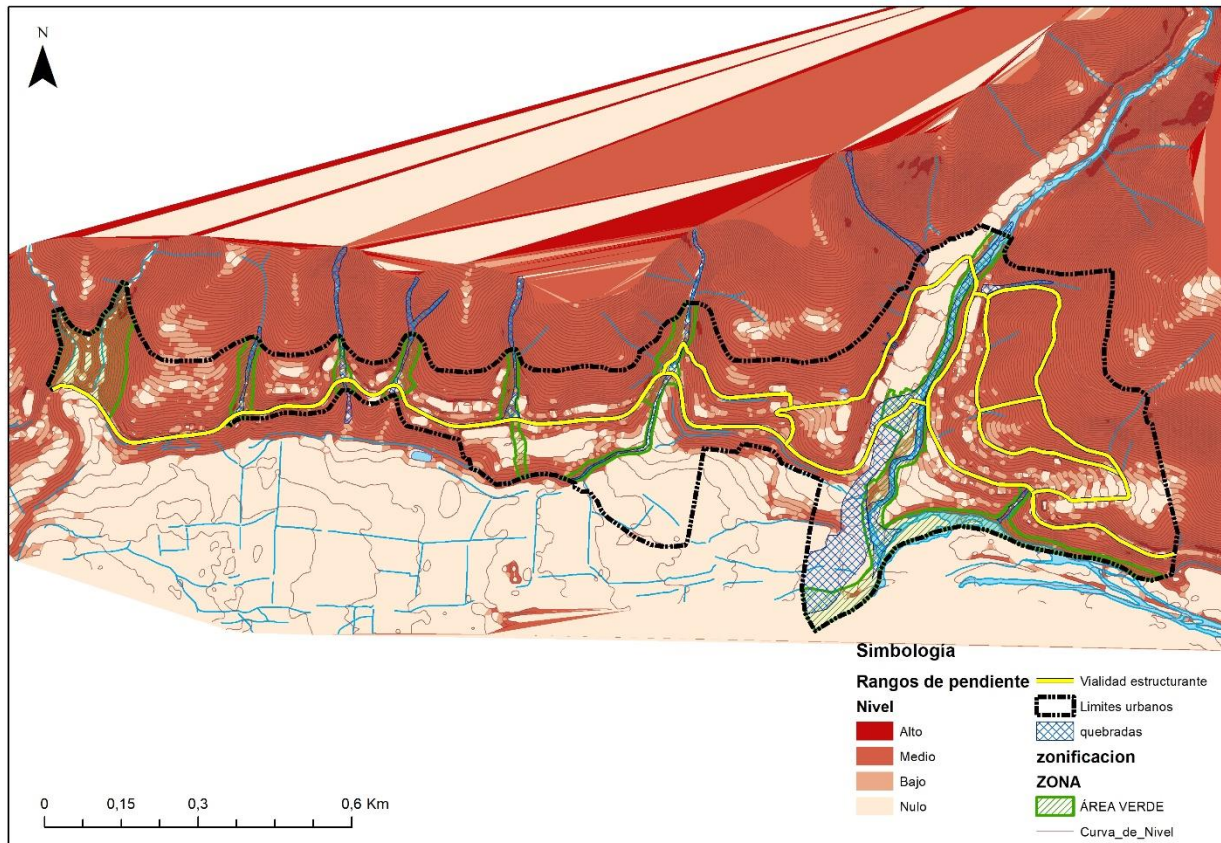 N
Simbología
Rangos de pendiente
Nivel
Alto
Medio
Bajo
Nulo
Vialidad estructurante
Limites urbanos
quebradas
zonificacion
ZONA
ÁREA VERDE
Curva_de_Nivel
0 0,15 0,3 0,6 Km